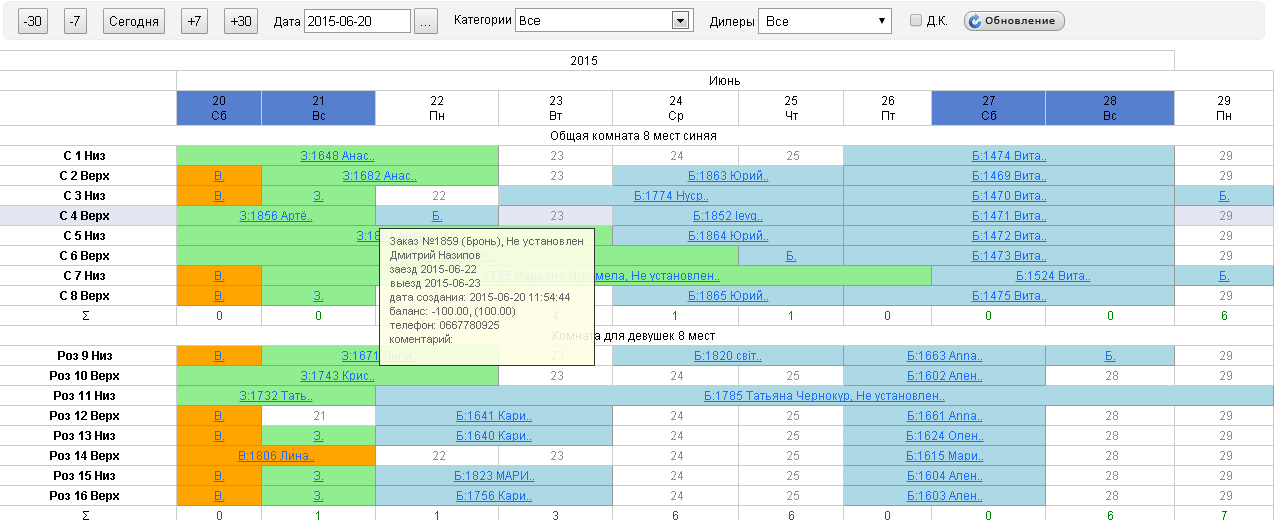 -30 -7 Сегодня +7 +30 Дата 2015-06-20 ... Категории Все Дилеры Все Д.К. Обновление
2015
Июнь
20 21 22 23 24 25 26 27 28 29
Сб Вс Пн Вт Ср Чт Пт Сб Вс Пн
Общая комната 8 мест синяя
С 1 Низ З:1648 Анас.. 23 24 25 Б:1474 Вита.. 29
С 2 Верх В. З:1682 Анас.. 23 Б:1863 Юрий.. Б:1469 Вита.. 29
С 3 Низ В. З. 22 Б:1774 Нуср.. Б:1470 Вита.. Б.
С 4 Верх З:1856 Артё.. Б. 23 Б:1852 Ievg.. Б:1471 Вита.. 29
С 5 Низ Б:1864 Юрий.. Б:1472 Вита.. 29
С 6 Верх Б. Б:1473 Вита.. 29
С 7 Низ В. Не установлен.. Б:1524 Вита.. Б.
С 8 Верх В. З. Б:1865 Юрий.. Б:1475 Вита.. 29
Σ 0 0 4 1 1 0 0 0 6
Заказ №1859 (Бронь), Не установлен
Дмитрий Назипов
заезд 2015-06-22
выезд 2015-06-23
дата создания: 2015-06-20 11:54:44
баланс: -100.00, (100.00)
телефон: 0667780925
коментарий:
Комната для девушек 8 мест
Роз 9 Низ В. З:1671 23 Б:1820 світ.. Б:1663 Anna.. Б. 29
Роз 10 Верх З:1743 Крис.. 23 24 25 Б:1602 Ален.. 28 29
Роз 11 Низ З:1732 Тать.. Б:1785 Татьяна Чернокур, Не установлен..
Роз 12 Верх В. 21 Б:1641 Кари.. 24 25 Б:1661 Anna.. 28 29
Роз 13 Низ В. З. Б:1640 Кари.. 24 25 Б:1624 Олен.. 28 29
Роз 14 Верх В:1806 Лина.. 22 23 24 25 Б:1615 Мари.. 28 29
Роз 15 Низ В. З. Б:1823 МАРИ.. 24 25 Б:1604 Ален.. 28 29
Роз 16 Верх В. З. Б:1756 Кари.. 24 25 Б:1603 Ален.. 28 29
Σ 0 1 1 3 6 6 0 0 6 7